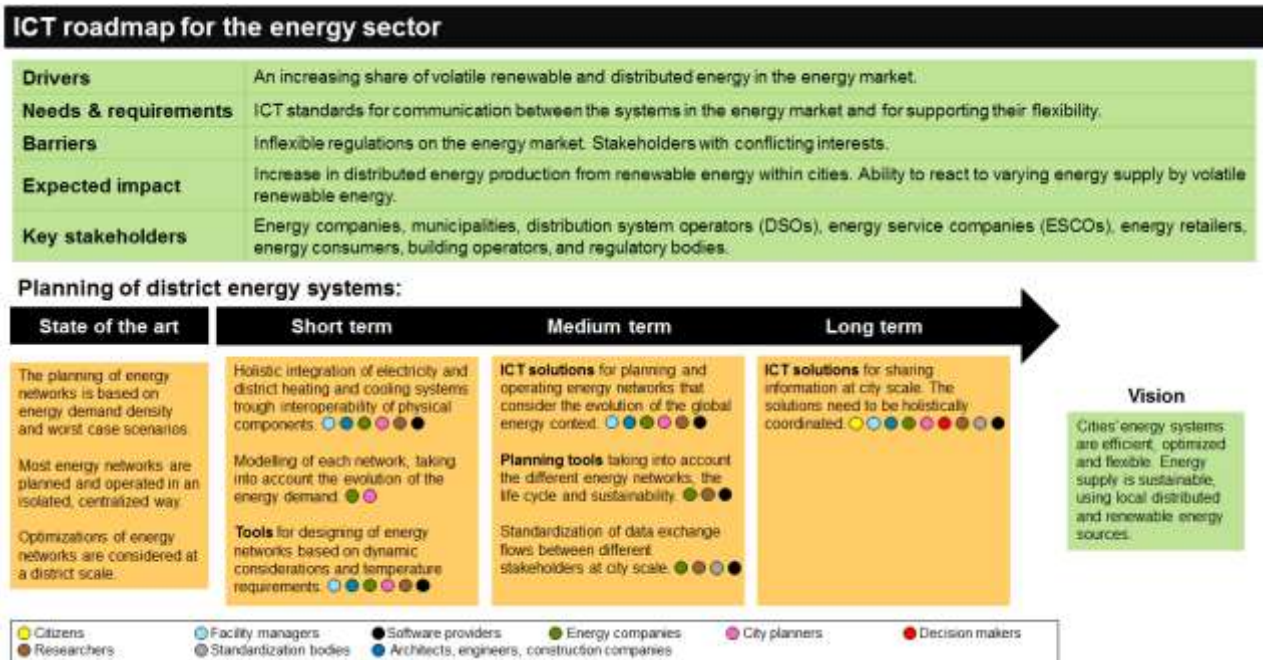 ICT roadmap for the energy sector
Drivers
An increasing share of volatile renewable and distributed energy in the energy market.
Needs & requirements
ICT standards for communication between the systems in the energy market and for supporting their flexibility.
Barriers
Inflexible regulations on the energy market. Stakeholders with conflicting interests.
Expected impact
Increase in distributed energy production from renewable energy within cities. Ability to react to varying energy supply by volatile
renewable energy.
Key stakeholders
Energy companies, municipalities, distribution system operators (DSOs), energy service companies (ESCOs), energy retailers,
energy consumers, building operators, and regulatory bodies.
Planning of district energy systems:
State of the art
Short term
Medium term
Long term
The planning of energy
networks is based on
energy demand density
and worst case scenarios.
Most energy networks are
planned and operated in an
isolated, centralized way.
Optimizations of energy
networks are considered at
a district scale.
Holistic integration of electricity and
district heating and cooling systems
trough interoperability of physical
components.
Modelling of each network, taking
into account the evolution of the
energy demand.
Tools for designing of energy
networks based on dynamic
considerations and temperature
requirements.
ICT solutions for planning and
operating energy networks that
consider the evolution of the global
energy context.
Planning tools taking into account
the different energy networks, the
life cycle and sustainability.
Standardization of data exchange
flows between different
stakeholders at city scale.
ICT solutions for sharing
information at city scale. The
solutions need to be holistically
coordinated.
Vision
Cities' energy systems
are efficient, optimized
and flexible. Energy
supply is sustainable,
using local distributed
and renewable energy
sources.
Citizens
Facility managers
Software providers
Energy companies
City planners
Decision makers
Researchers
Standardization bodies
Architects, engineers, construction companies